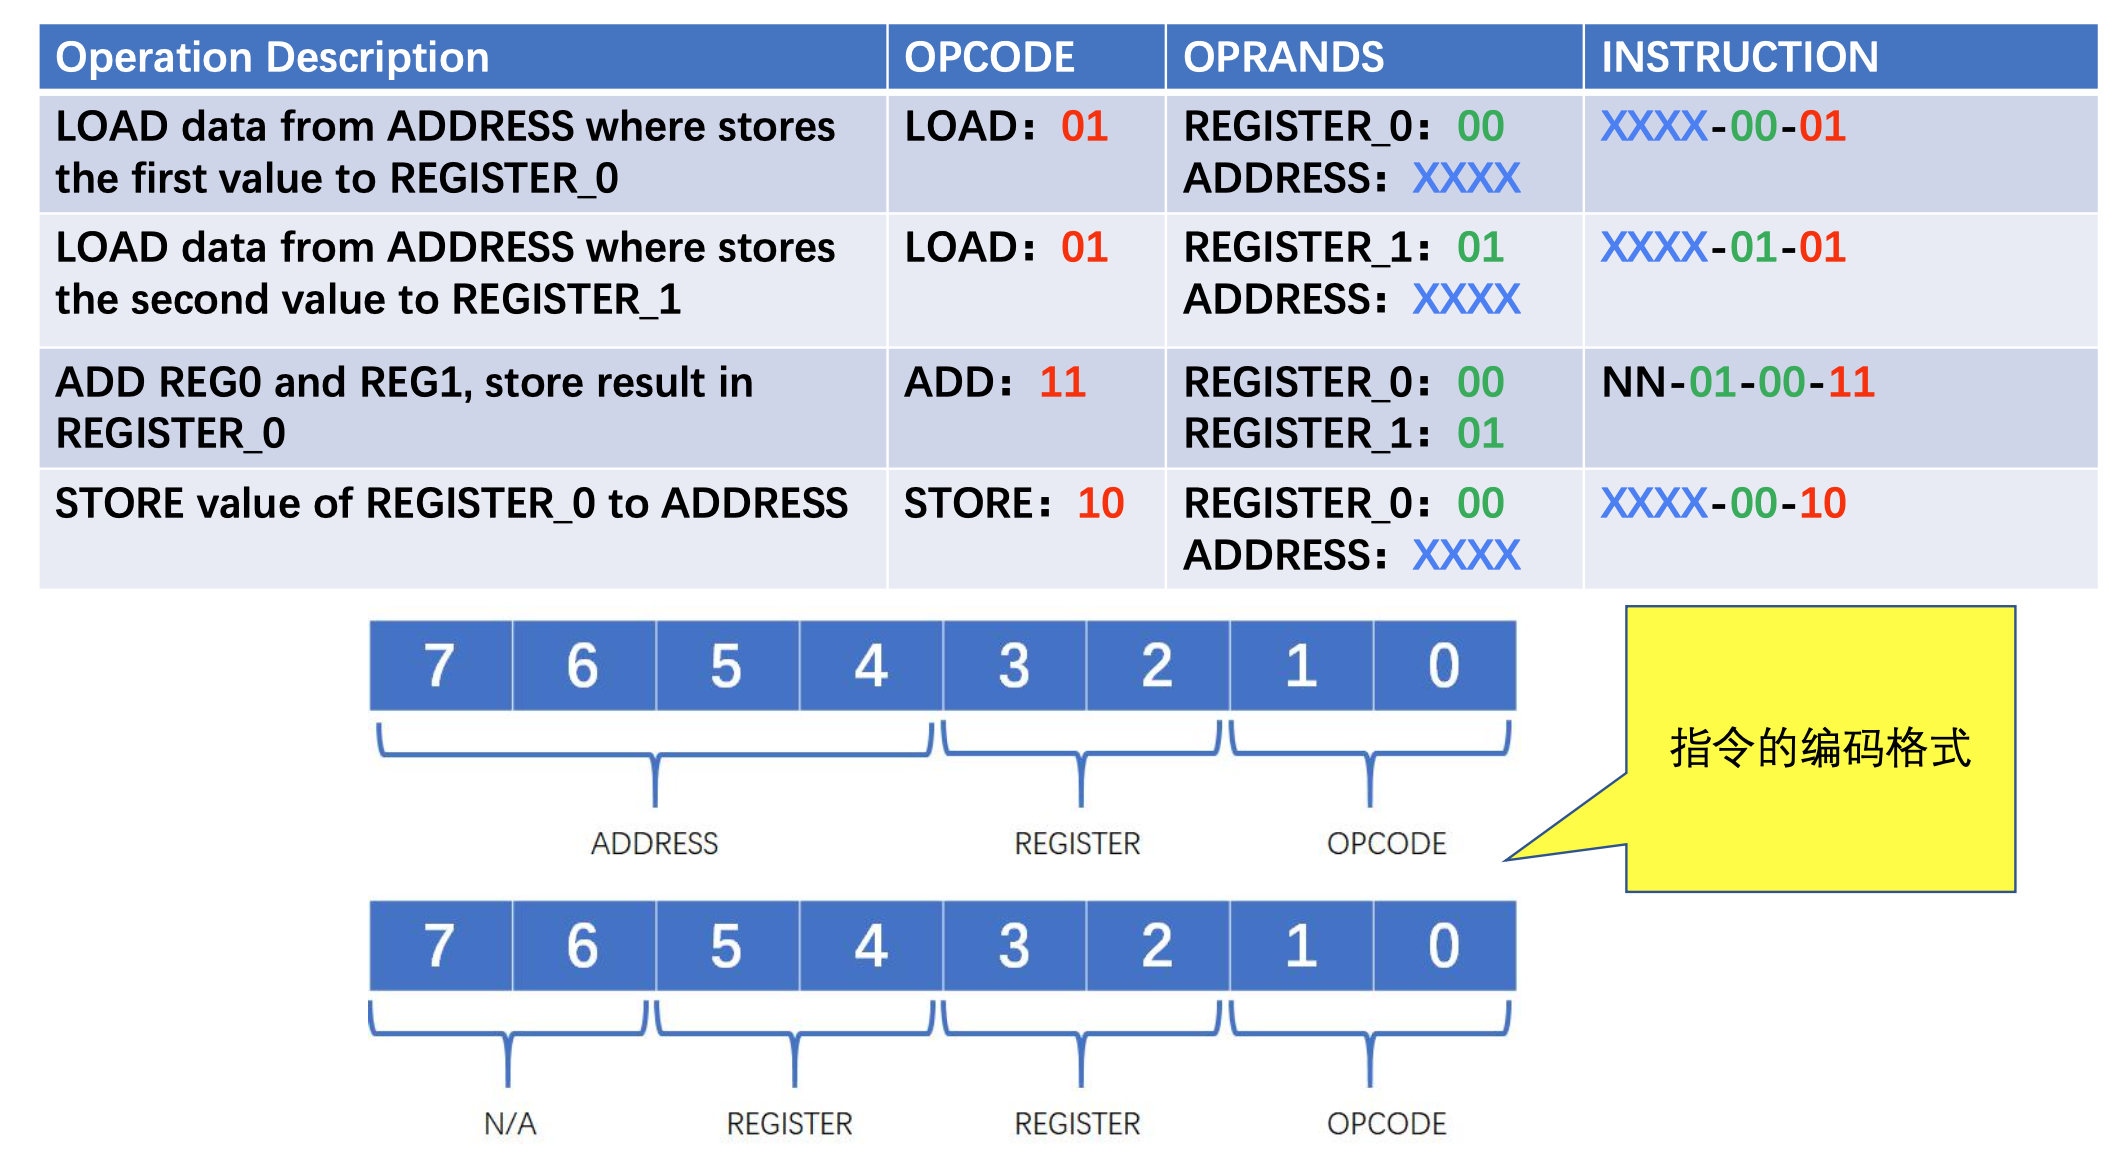 Operation Description OPCODE OPRANDS INSTRUCTION
LOAD data from ADDRESS where stores
the first value to REGISTER_0
LOAD：01
REGISTER_0：00
ADDRESS：XXXX
XXXX-00-01
LOAD data from ADDRESS where stores
the second value to REGISTER_1
LOAD：01
REGISTER_1：01
ADDRESS：XXXX
XXXX-01-01
ADD REG0 and REG1, store result in
REGISTER_0
ADD：11
REGISTER_0：00
REGISTER_1：01
NN-01-00-11
STORE value of REGISTER_0 to ADDRESS
STORE：10
REGISTER_0：00
ADDRESS：XXXX
XXXX-00-10
7 6 5 4 3 2 1 0
ADDRESS REGISTER OPCODE
指令的编码格式
7 6 5 4 3 2 1 0
N/A REGISTER REGISTER OPCODE